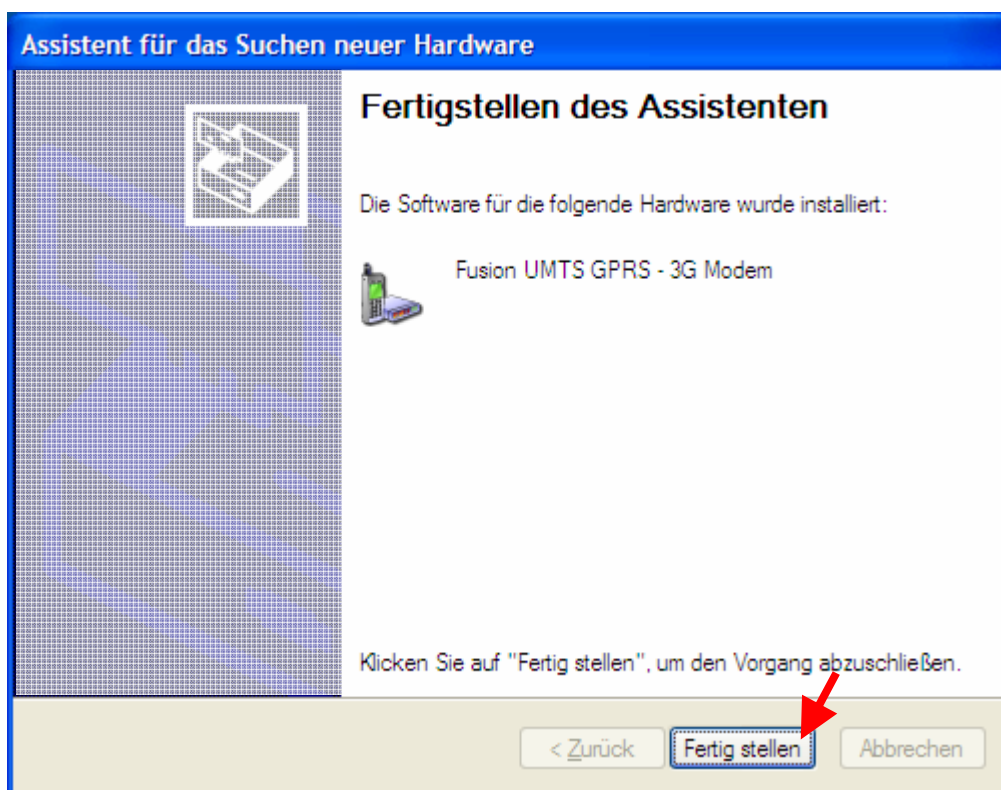 Assistent für das Suchen neuer Hardware
Fertigstellen des Assistenten
Die Software für die folgende Hardware wurde installiert:
Fusion UMTS GPRS - 3G Modem
Klicken Sie auf "Fertig stellen", um den Vorgang abzuschließen.
< Zurück Fertig stellen Abbrechen